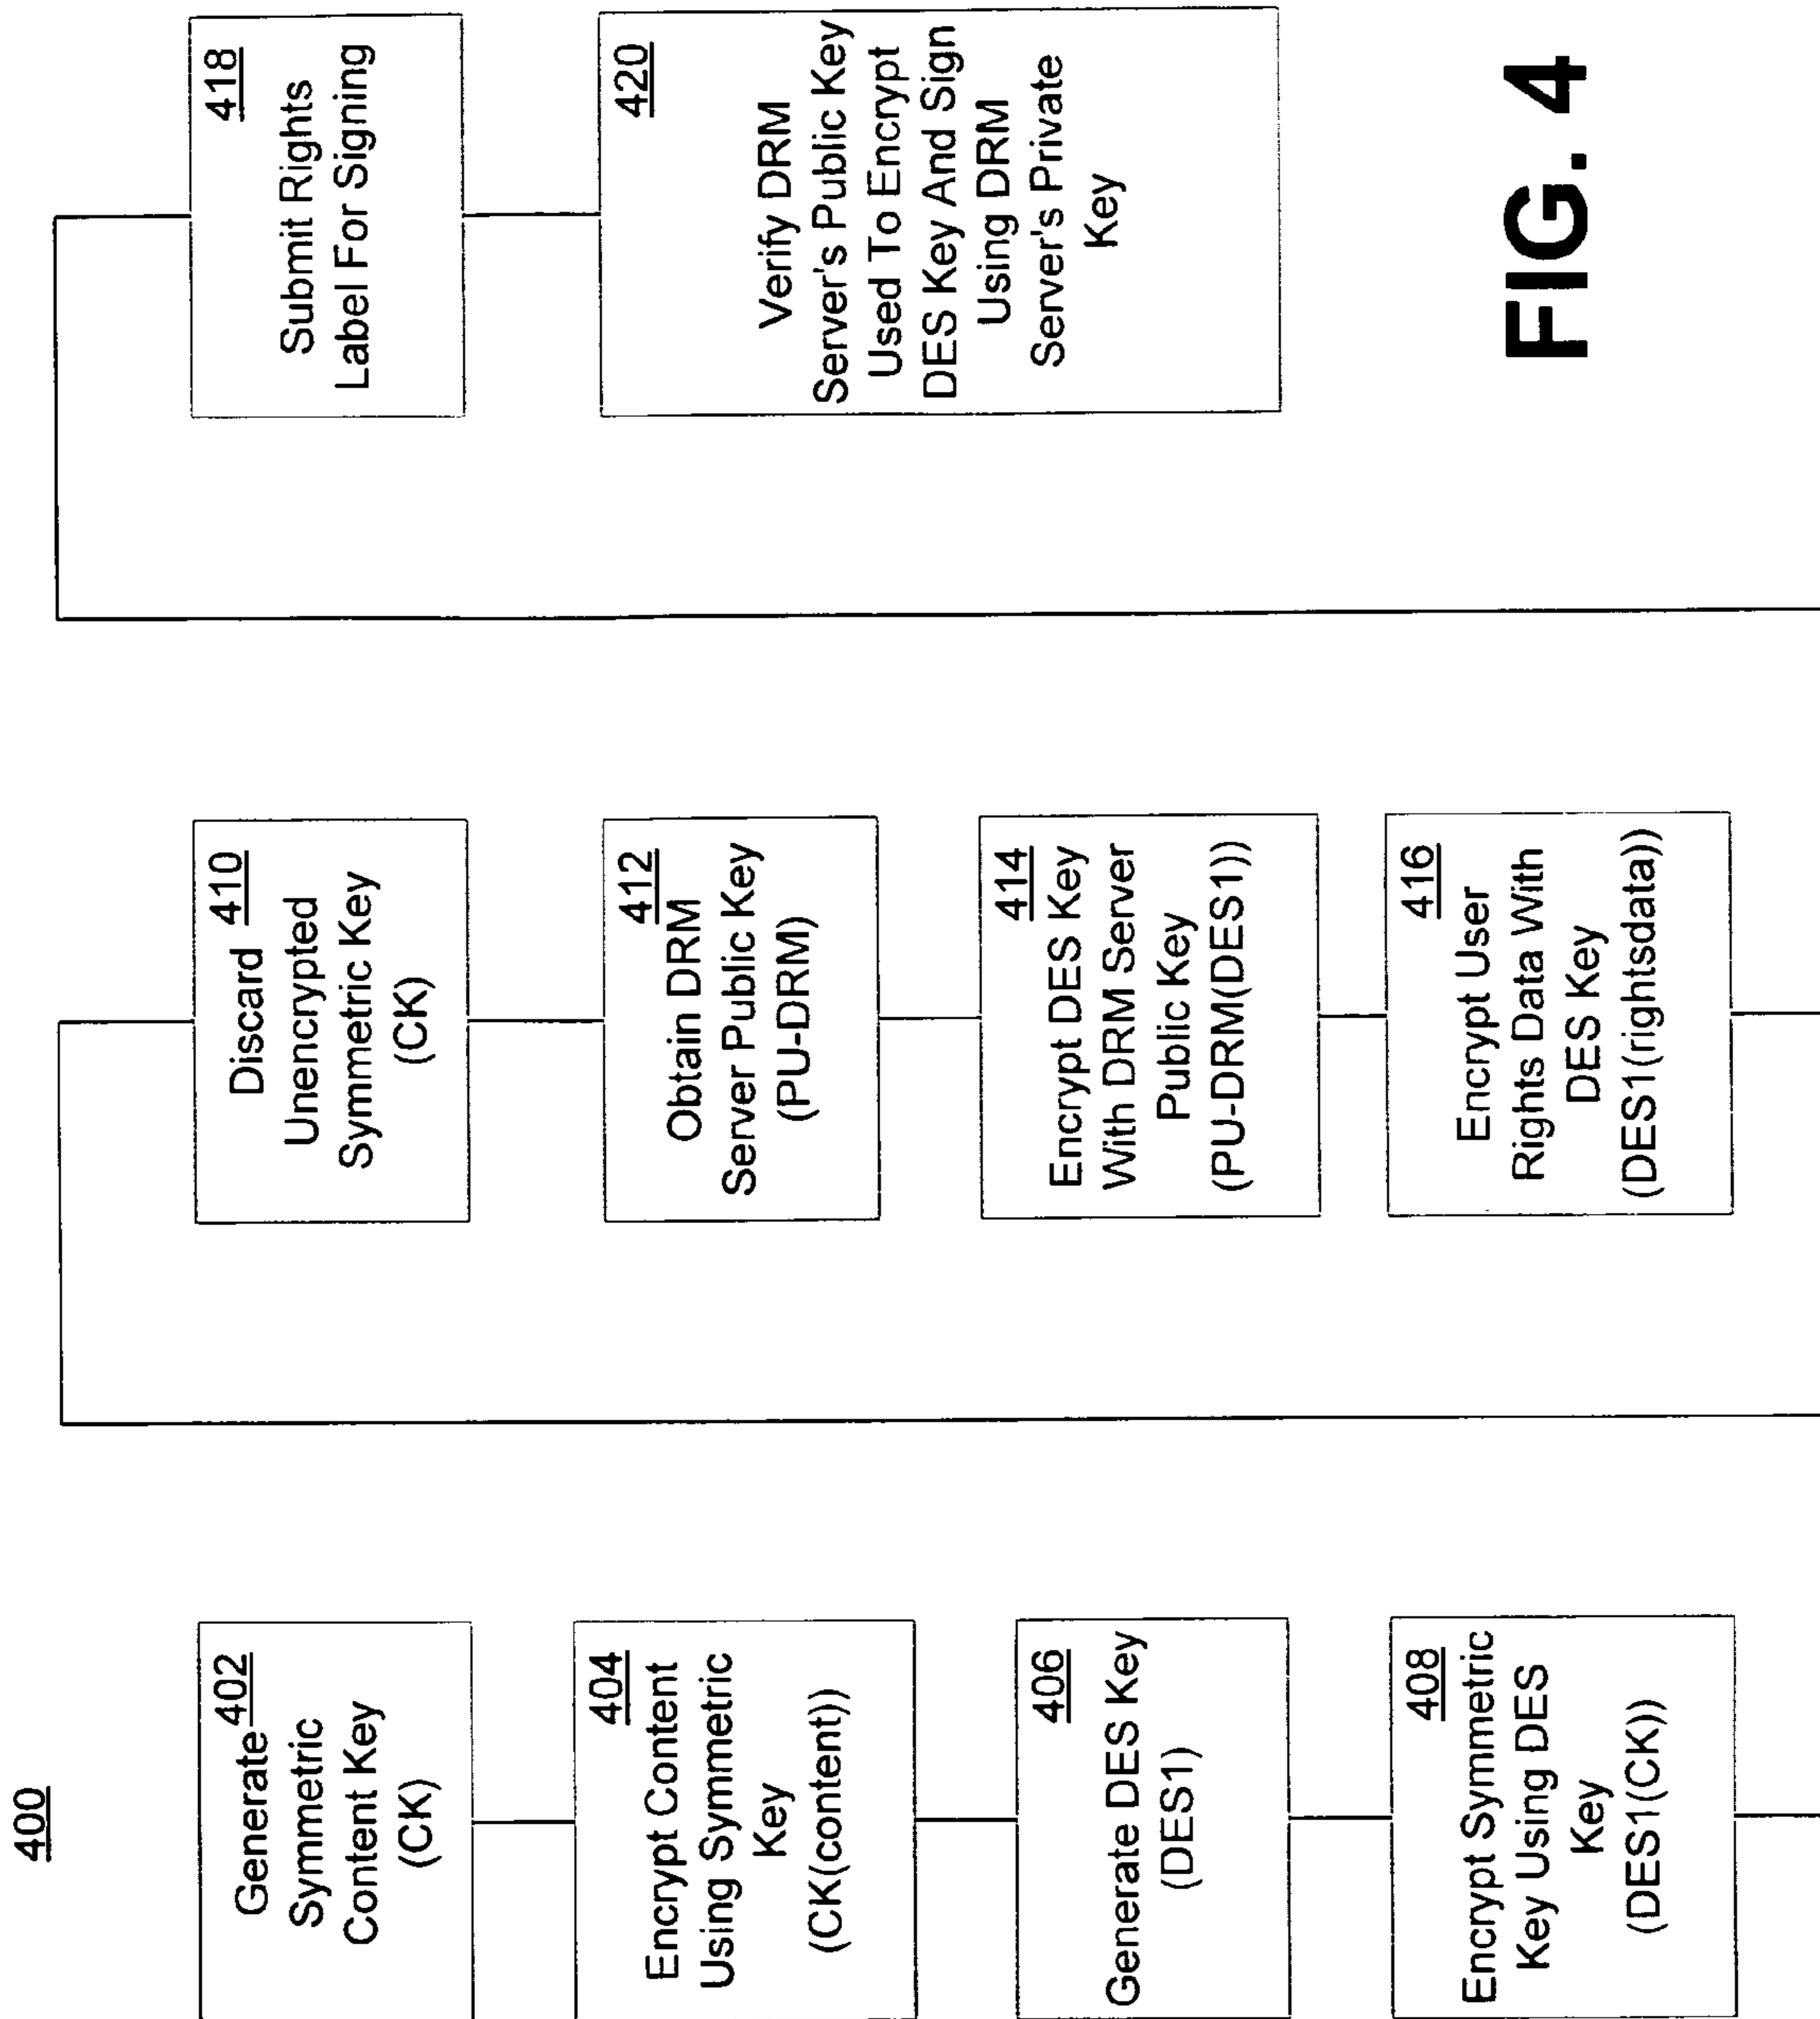 400
402
Generate
Symmetric
Content Key
(CK)
404
Encrypt Content
Using Symmetric
Key
(CK(content))
406
Generate DES Key
(DES1)
408
Encrypt Symmetric
Key Using DES
Key
(DES1(CK))
410
Discard
Unencrypted
Symmetric Key
(CK)
412
Obtain DRM
Server Public Key
(PU-DRM)
414
Encrypt DES Key
With DRM Server
Public Key
(PU-DRM(DES1))
416
Encrypt User
Rights Data With
DES Key
(DES1(rightsdata))
418
Submit Rights
Label For Signing
420
Verify DRM
Server's Public Key
Used To Encrypt
DES Key And Sign
Using DRM
Server's Private
Key
FIG. 4